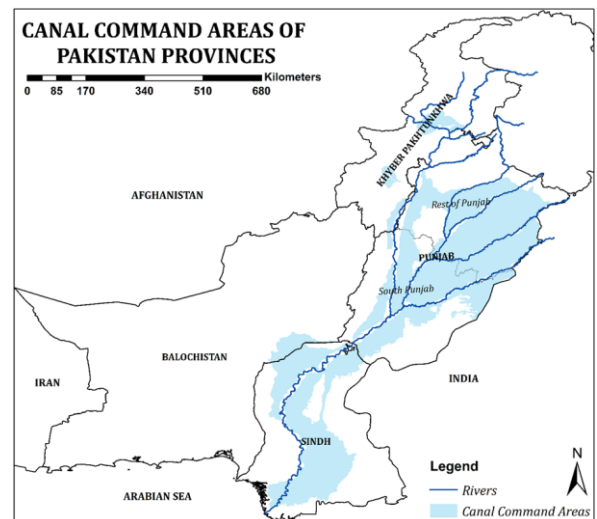 CANAL COMMAND AREAS OF
PAKISTAN PROVINCES
Kilometers
0 85 170 340 510 680
KHYBER PAKHTUNKHWA
AFGHANISTAN
Rest of Punjab
PUNJAB
South Punjab
BALOCHISTAN
IRAN
INDIA
SINDH
ARABIAN SEA
N
Legend
Rivers
Canal Command Areas